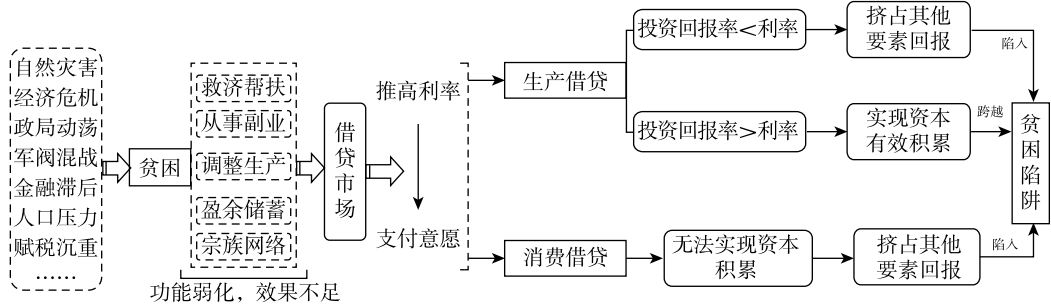 自然灾害
经济危机
政局动荡
军阀混战
金融滞后
人口压力
赋税沉重
……
贫困
救济帮扶
从事副业
调整生产
盈余储蓄
宗族网络
功能弱化，效果不足
借贷市场
推高利率
支付意愿
生产借贷
投资回报率<利率
挤占其他
要素回报
陷入
投资回报率>利率
实现资本
有效积累
跨越
消费借贷
无法实现资本
积累
挤占其他
要素回报
陷入
贫困陷阱